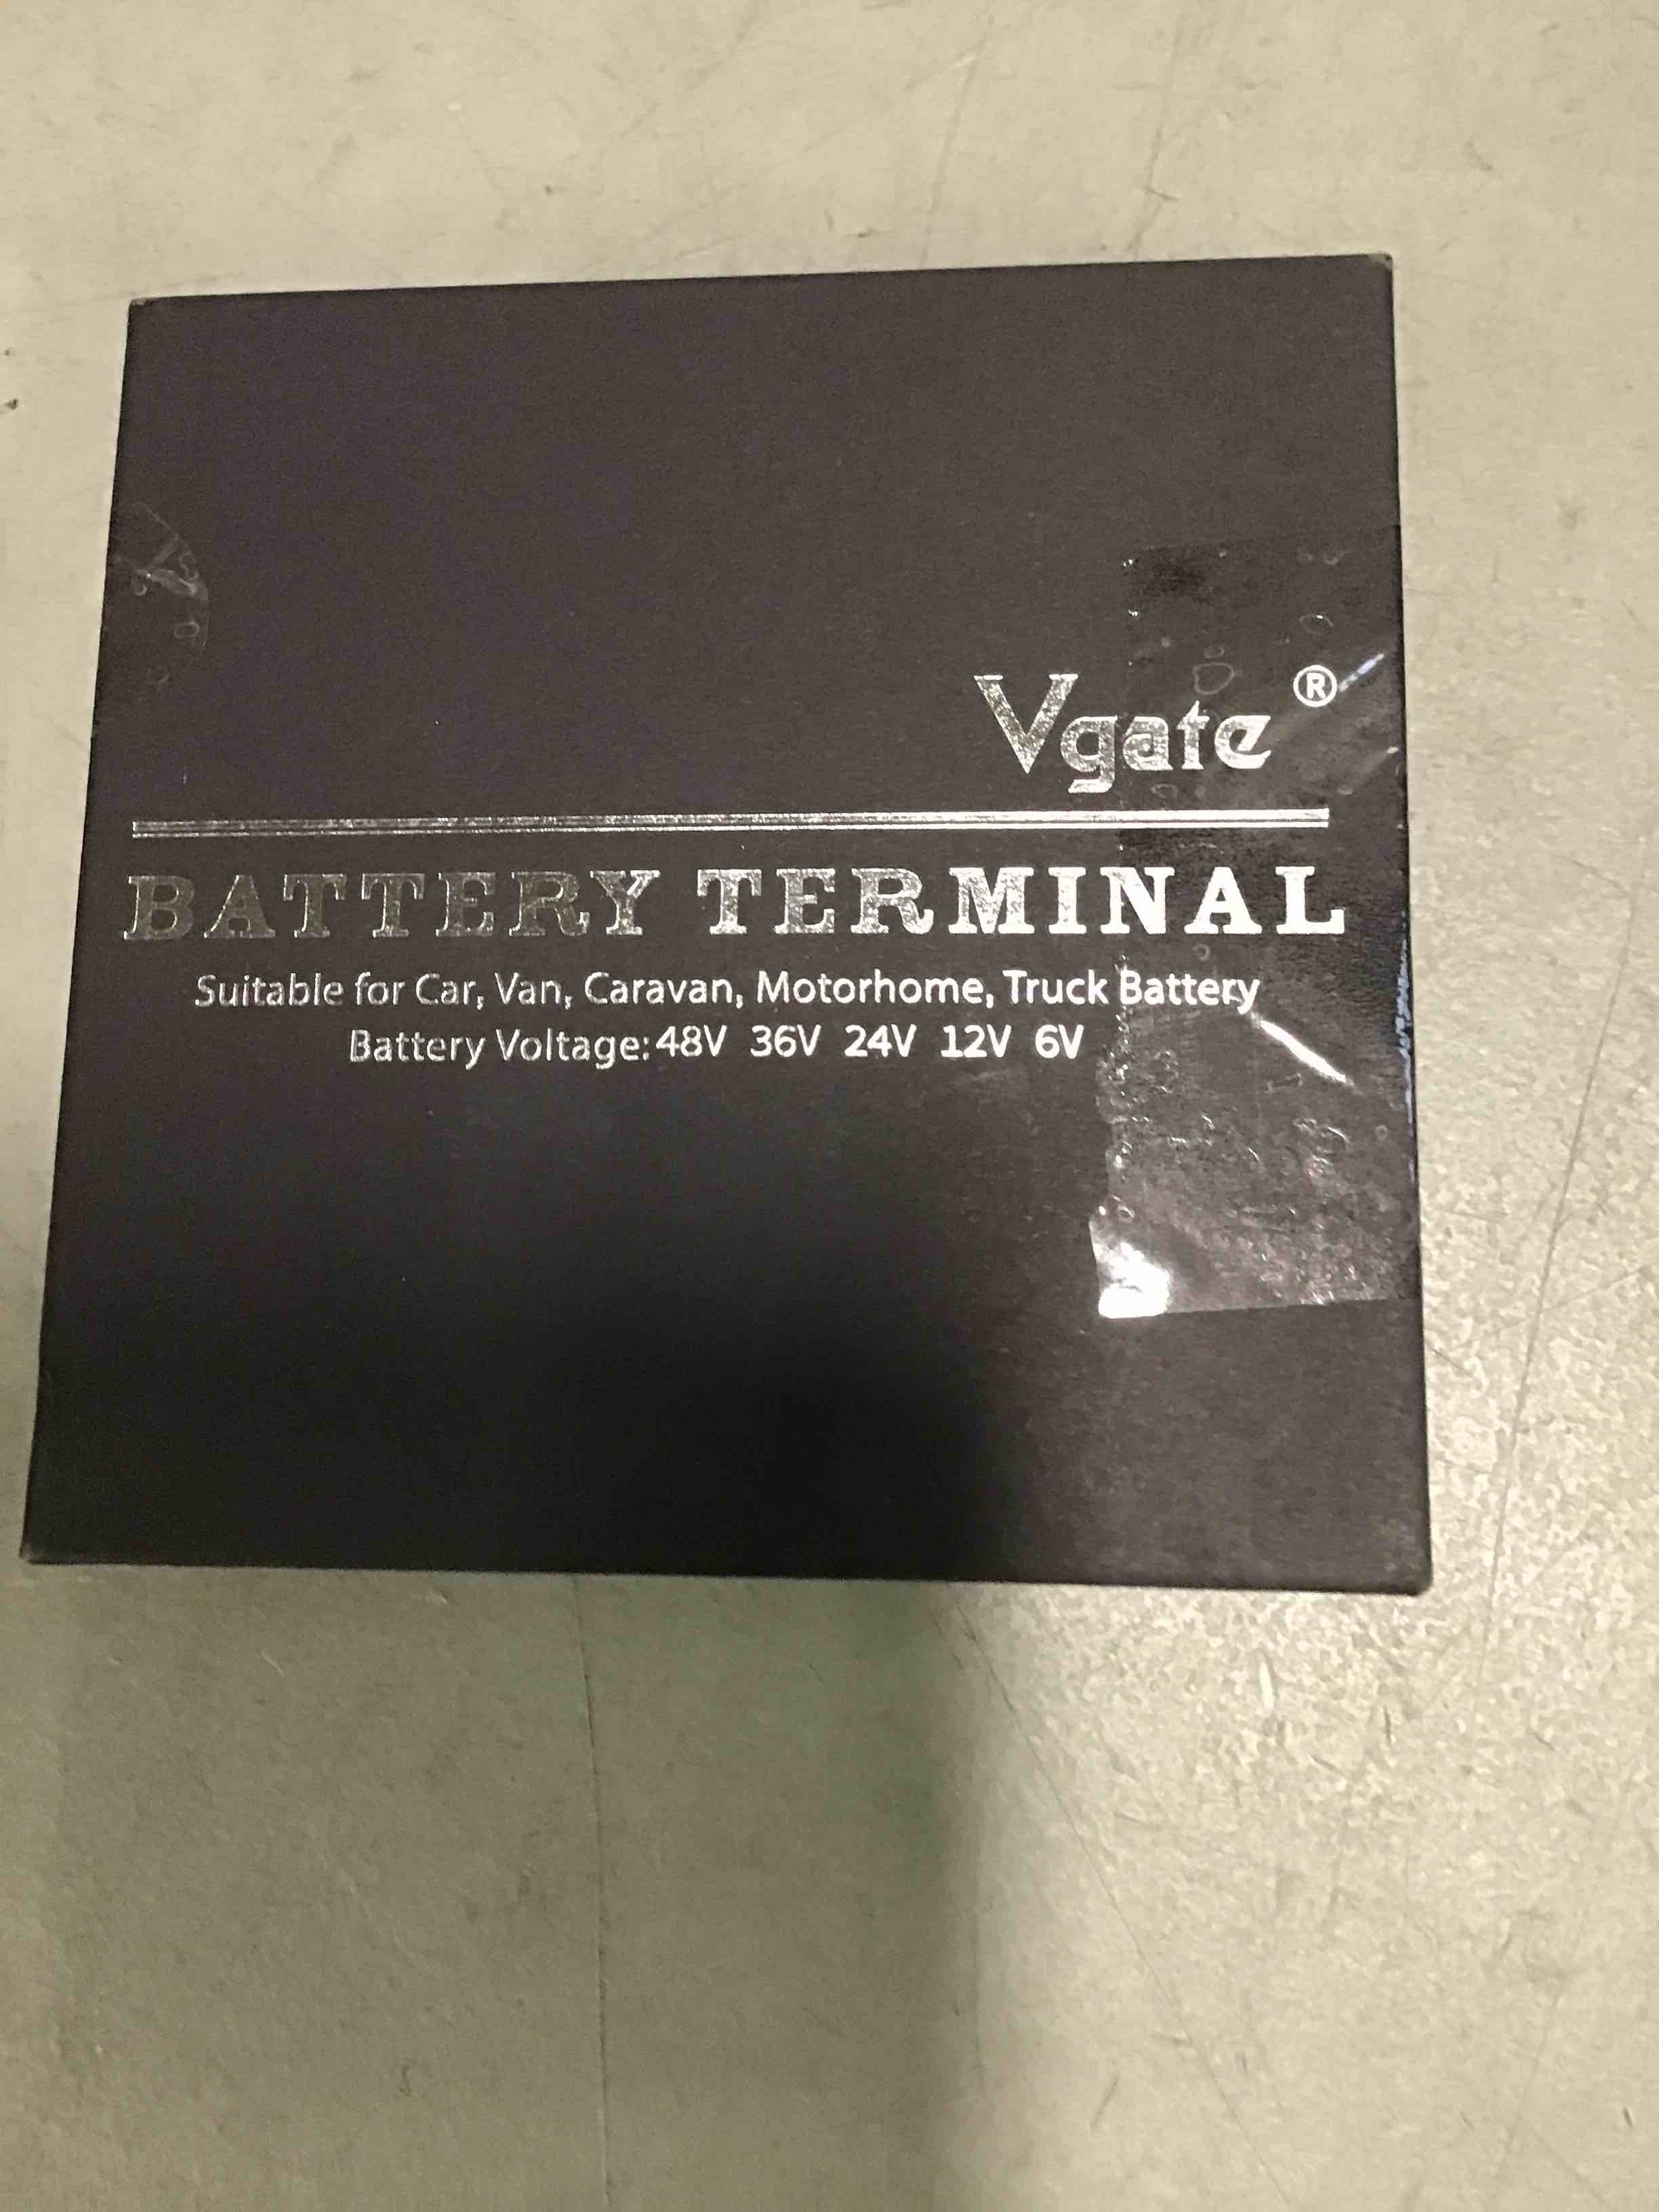 Vgate ®
BATTERY TERMINAL
Suitable for Car, Van, Caravan, Motorhome, Truck Battery
Battery Voltage: 48V 36V 24V 12V 6V